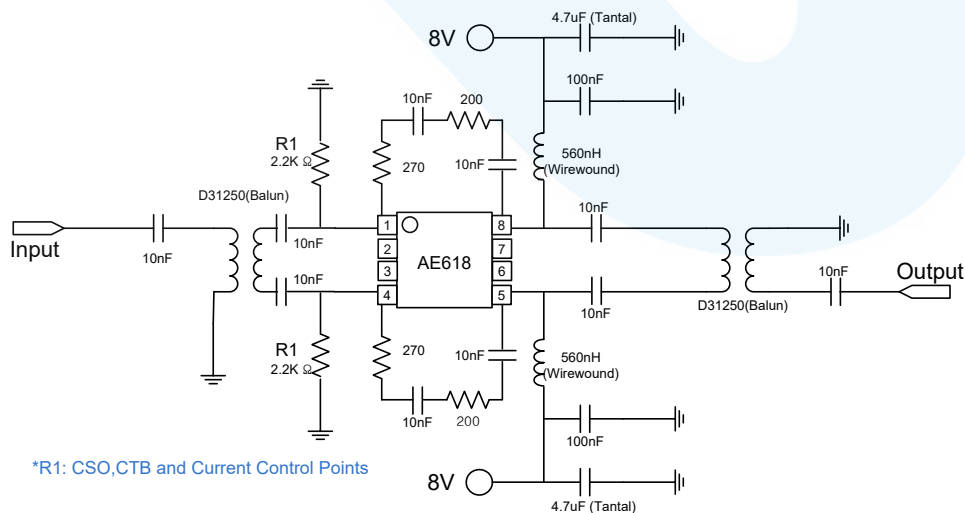 4.7uF (Tantal)
8V
100nF
10nF
200
R1
2.2K Ω
270
10nF
560nH
(Wirewound)
D31250(Balun)
10nF
1
8
Input
10nF
10nF
2
7
AE618
3
6
10nF
Output
10nF
4
5
10nF
D31250(Balun)
R1
2.2K Ω
270
10nF
560nH
(Wirewound)
10nF
200
100nF
*R1: CSO,CTB and Current Control Points
8V
4.7uF (Tantal)